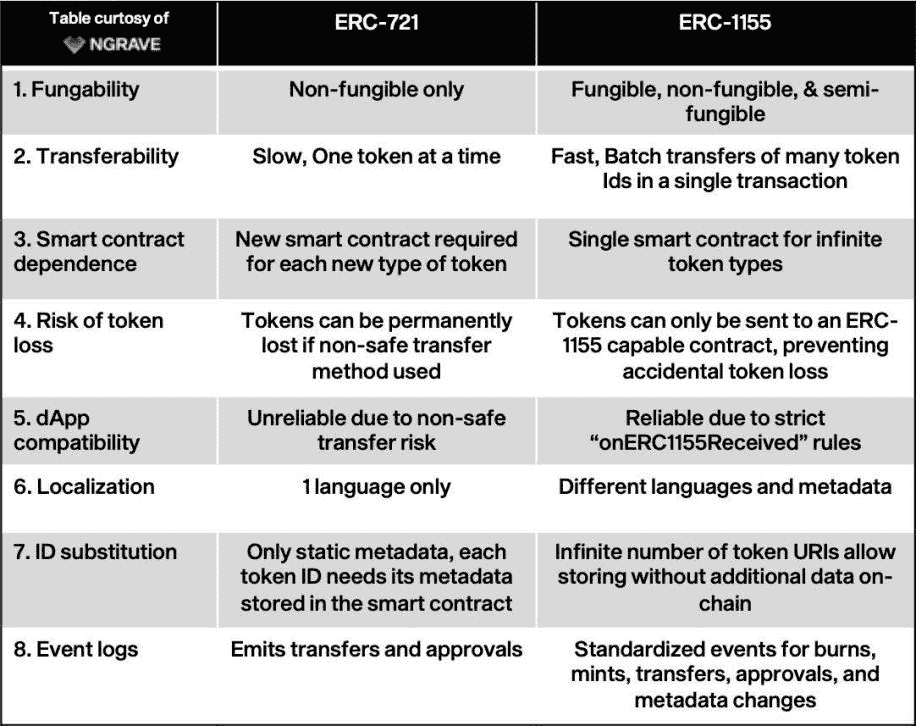 Table curtosy of
NGRAVE
ERC-721
ERC-1155
1. Fungability
Non-fungible only
Fungible, non-fungible, & semi-
fungible
2. Transferability
Slow, One token at a time
Fast, Batch transfers of many token
Ids in a single transaction
3. Smart contract
dependence
New smart contract required
for each new type of token
Single smart contract for infinite
token types
4. Risk of token
loss
Tokens can be permanently
lost if non-safe transfer
method used
Tokens can only be sent to an ERC-
1155 capable contract, preventing
accidental token loss
5. dApp
compatibility
Unreliable due to non-safe
transfer risk
Reliable due to strict
“onERC1155Received” rules
6. Localization
1 language only
Different languages and metadata
7. ID substitution
Only static metadata, each
token ID needs its metadata
stored in the smart contract
Infinite number of token URIs allow
storing without additional data on-
chain
8. Event logs
Emits transfers and approvals
Standardized events for burns,
mints, transfers, approvals, and
metadata changes